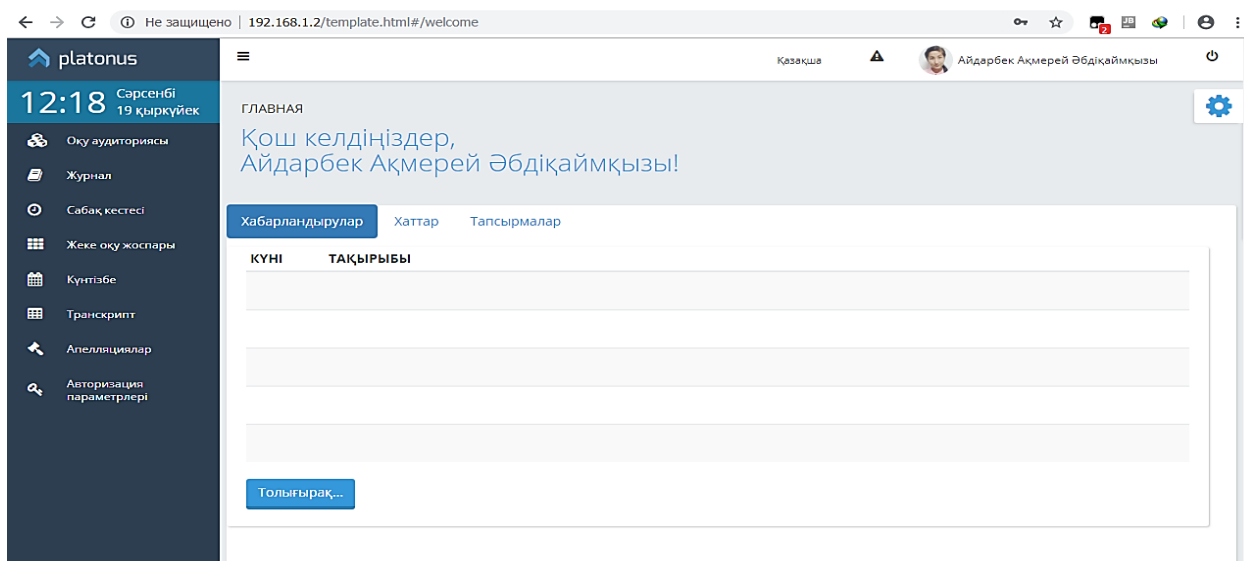 Не защищено | 192.168.1.2/template.html#/welcome
2
JB
platonus
Қазақша
Айдарбек Ақмерей Әбдіқаймқызы
12:18 Сәрсенбі
19 қыркүйек
ГЛАВНАЯ
Қош келдіңіздер,
Айдарбек Ақмерей Әбдіқаймқызы!
Оқу аудиториясы
Журнал
Сабақ кестесі
Жеке оқу жоспары
Күнтізбе
Транскрипт
Апелляциялар
Авторизация
параметрлері
Хабарландырулар Хаттар Тапсырмалар
КҮНІ ТАҚЫРЫБЫ
Толығырақ...